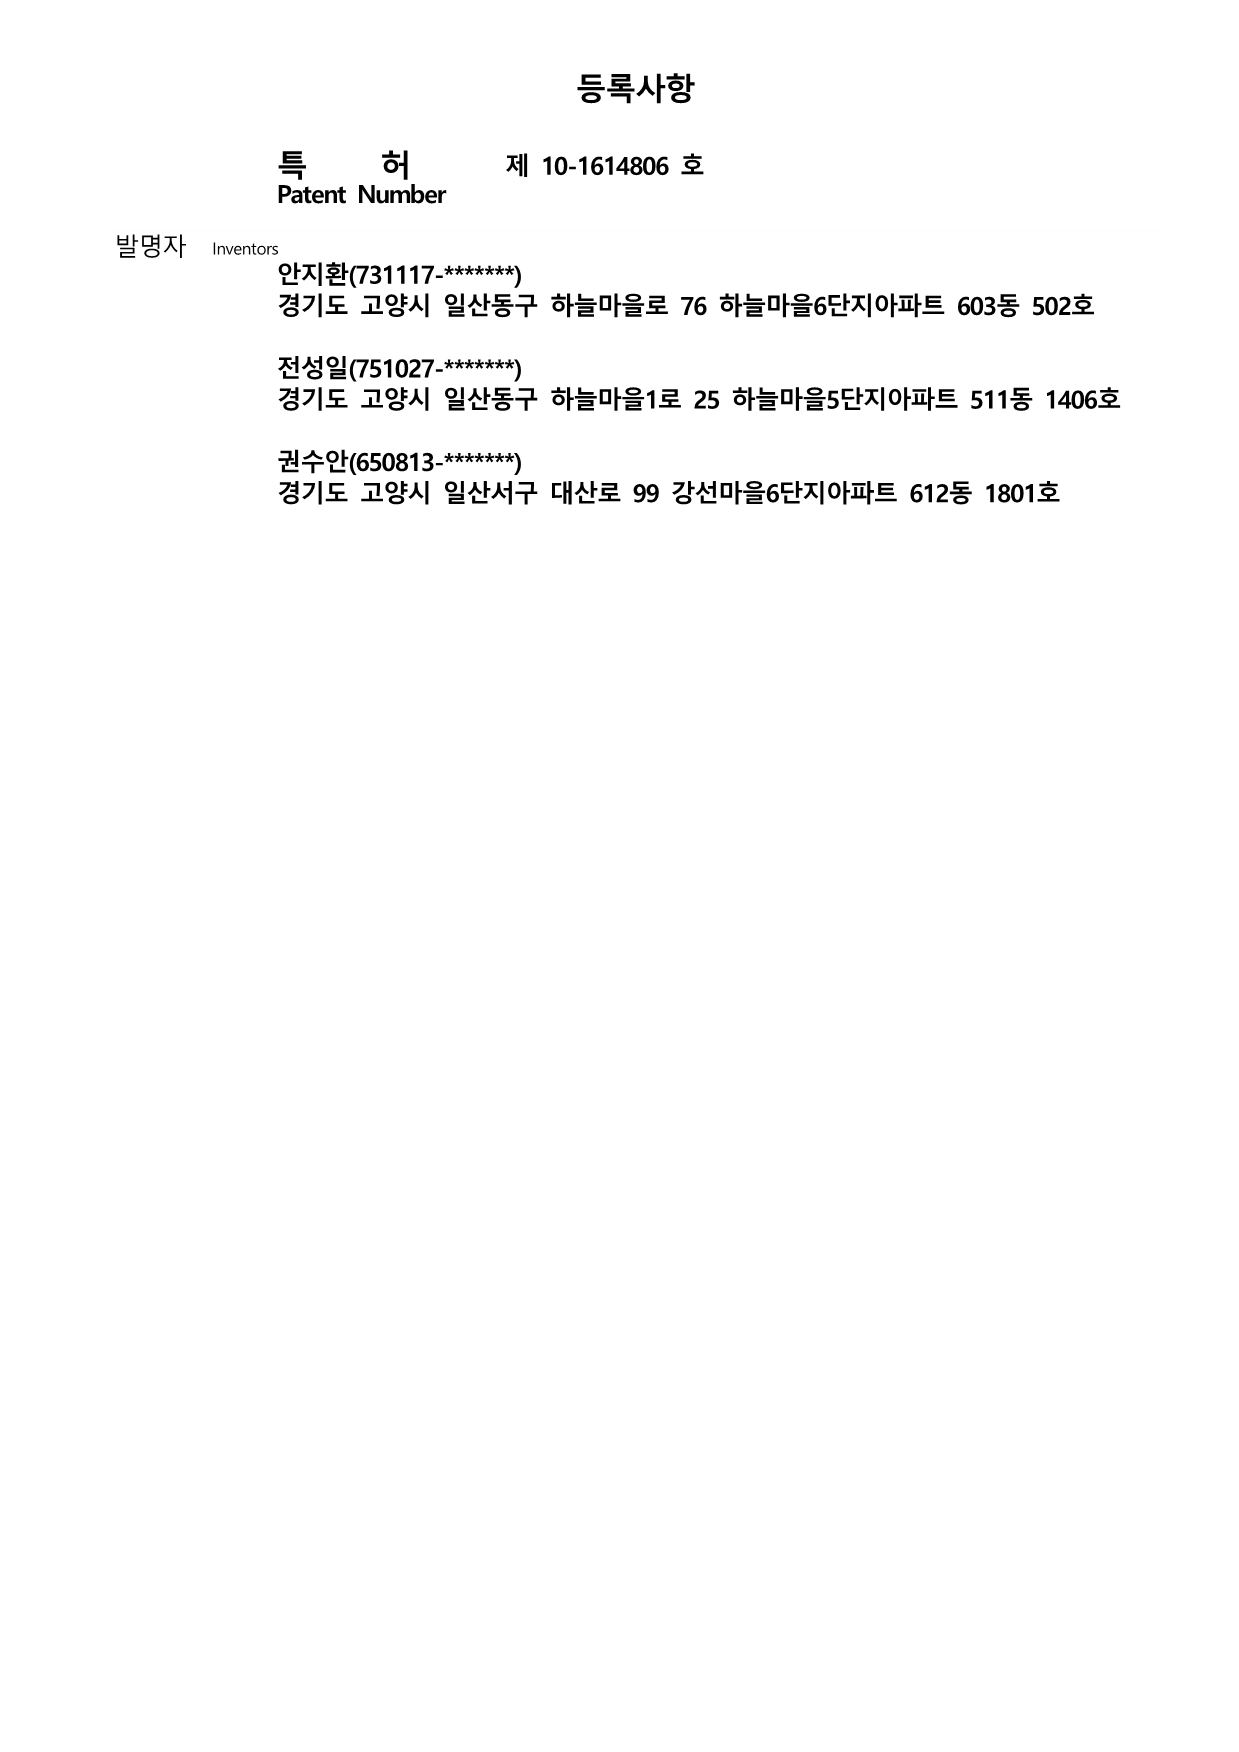 등록사항
특 허 제 10-1614806 호
Patent Number
발명자 Inventors
안지환(731117-*******)
경기도 고양시 일산동구 하늘마을로 76 하늘마을6단지아파트 603동 502호
전성일(751027-*******)
경기도 고양시 일산동구 하늘마을1로 25 하늘마을5단지아파트 511동 1406호
권수안(650813-*******)
경기도 고양시 일산서구 대산로 99 강선마을6단지아파트 612동 1801호